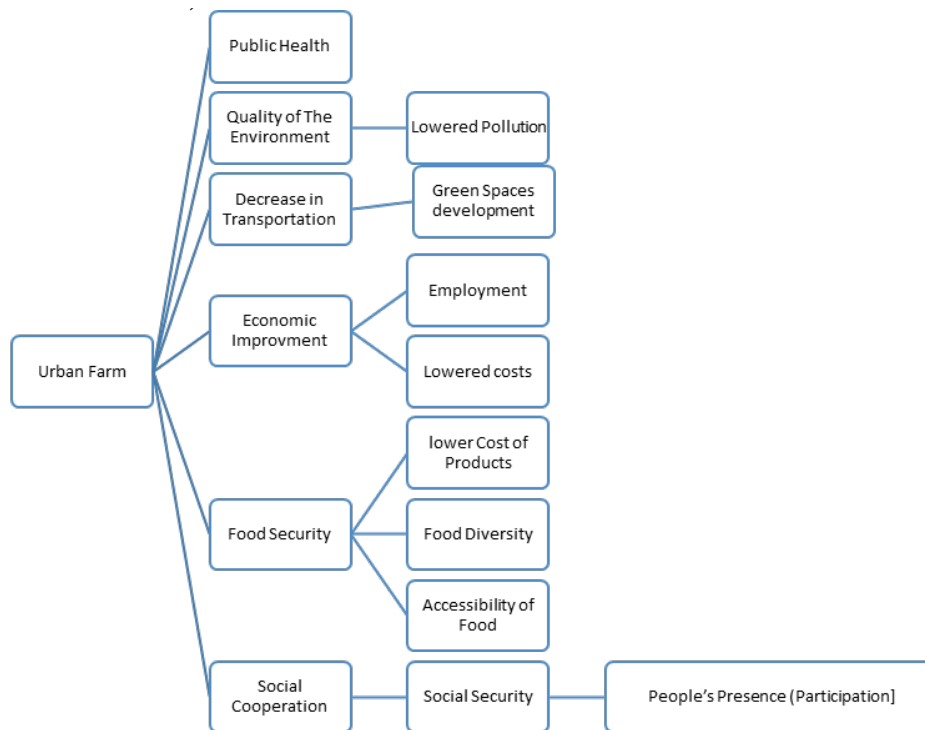 Public Health
Quality of The
Environment
Lowered Pollution
Decrease in
Transportation
Green Spaces
development
Economic
Improvment
Employment
Lowered costs
Urban Farm
Food Security
lower Cost of
Products
Food Diversity
Accessibility of
Food
Social
Cooperation
Social Security
People’s Presence (Participation]